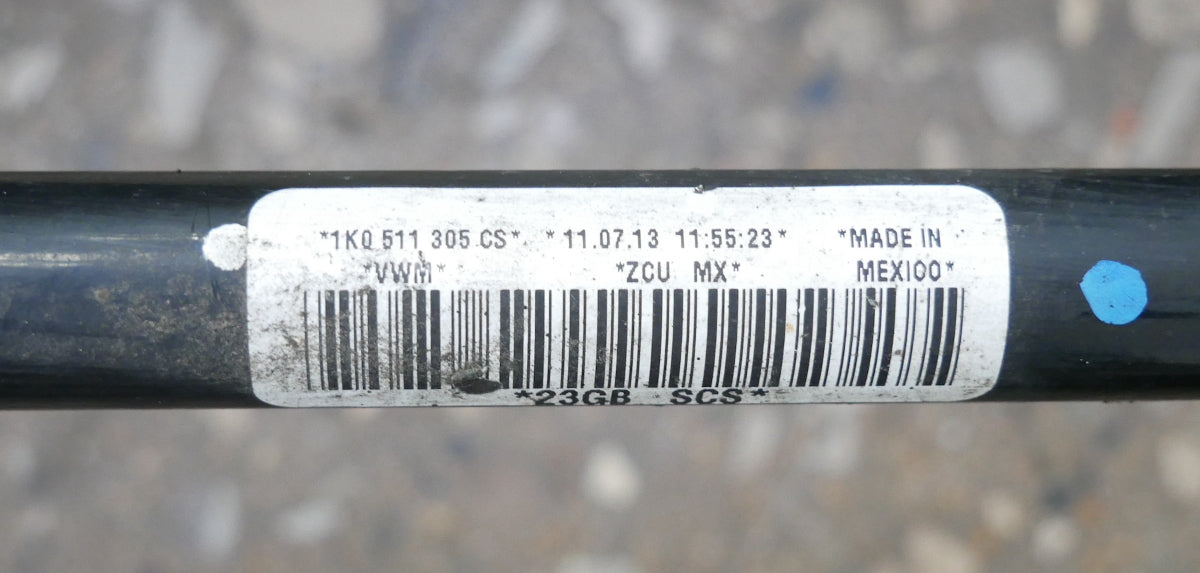 *1K0 511 305 CS* *11.07.13 11:55:23* *MADE IN
*VWM* *ZCU MX* MEXICO*
*23GB SCS*